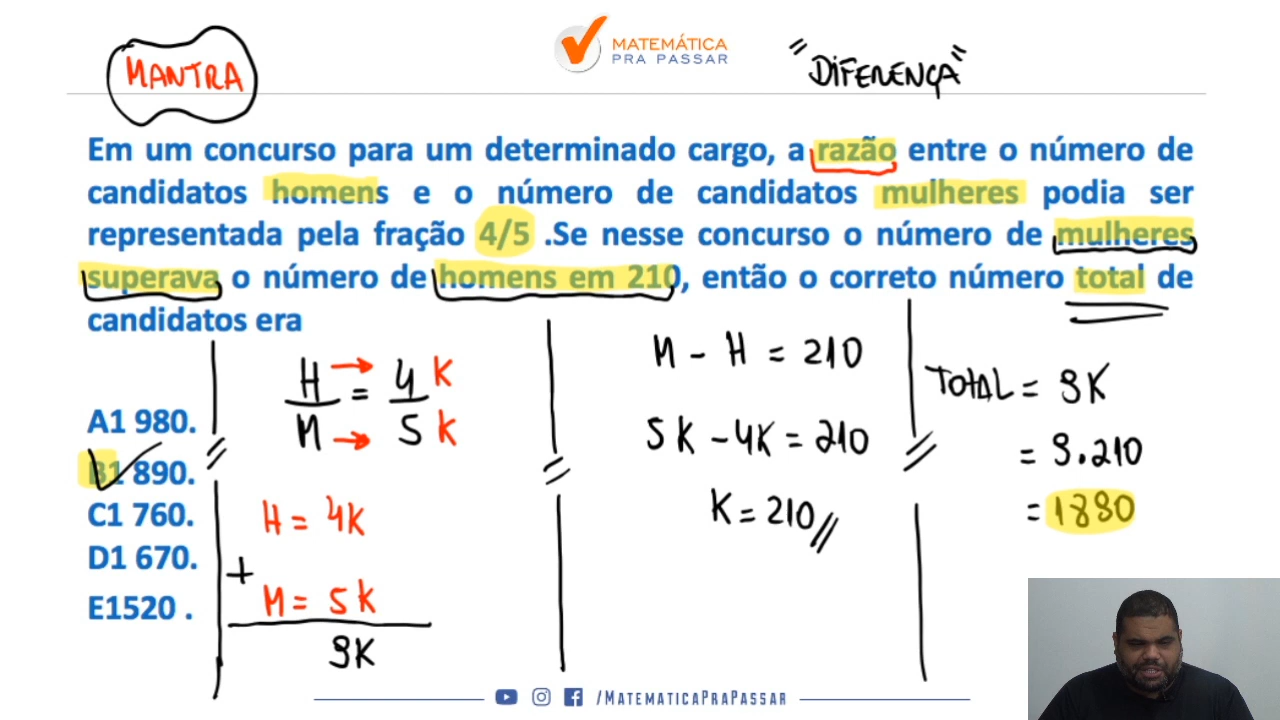 MANTRA
MATEMÁTICA
PRA PASSAR
"DIFERENÇA"
Em um concurso para um determinado cargo, a razão entre o número de
candidatos homens e o número de candidatos mulheres podia ser
representada pela fração 4/5 .Se nesse concurso o número de mulheres
superava o número de homens em 210, então o correto número total de
candidatos era
A1 980.
B1 890.
C1 760.
D1 670.
E1520 .
H → = 4 K
M → 5 K
H = 4K
+
M = 5K
9K
M - H = 210
5K - 4K = 210
K = 210 //
TOTAL = 9K
= 9.210
= 1890
/MATEMATICAPRAPASSAR